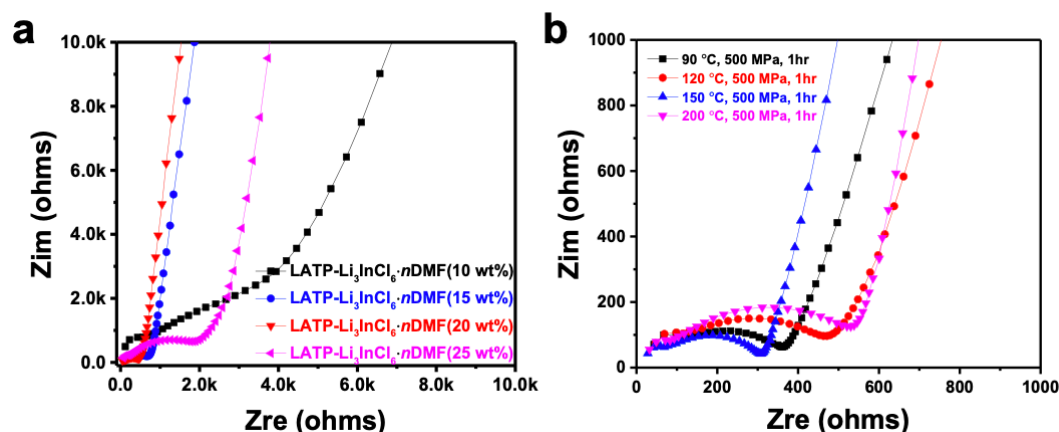 a
10.0k
8.0k
6.0k
4.0k
2.0k
0.0
Zim (ohms)
LATP-Li₃InCl₆·nDMF(10 wt%)
LATP-Li₃InCl₆·nDMF(15 wt%)
LATP-Li₃InCl₆·nDMF(20 wt%)
LATP-Li₃InCl₆·nDMF(25 wt%)
0.0 2.0k 4.0k 6.0k 8.0k 10.0k
Zre (ohms)
b
1000
800
600
400
200
0
Zim (ohms)
90 °C, 500 MPa, 1hr
120 °C, 500 MPa, 1hr
150 °C, 500 MPa, 1hr
200 °C, 500 MPa, 1hr
0 200 400 600 800 1000
Zre (ohms)